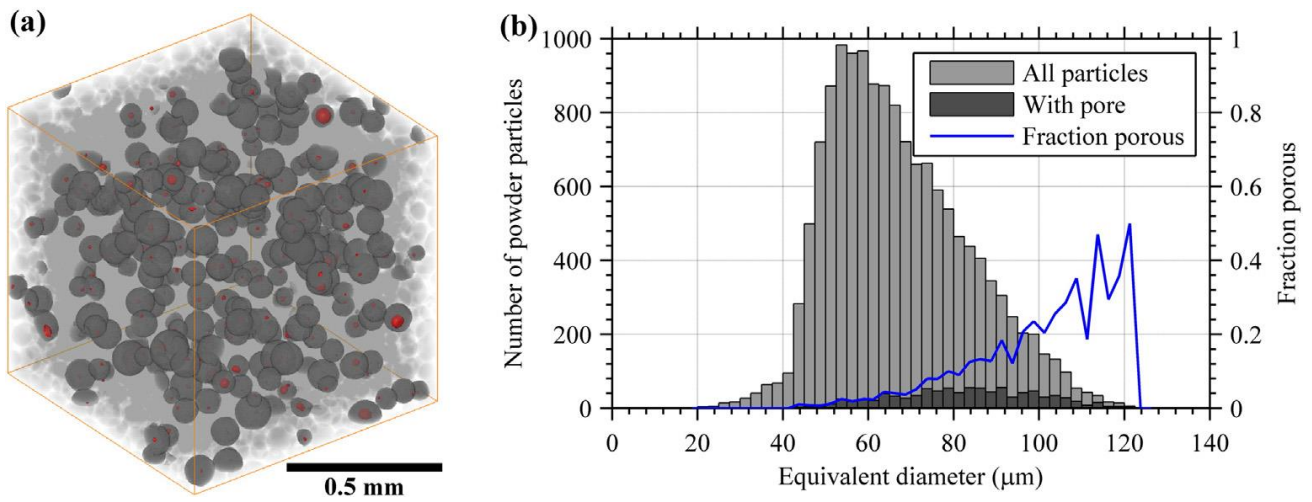 (a)
0.5 mm
(b)
1000
800
600
400
200
0
Number of powder particles
All particles
With pore
Fraction porous
1
0.8
0.6
0.4
0.2
0
Fraction porous
0 20 40 60 80 100 120 140
Equivalent diameter (μm)